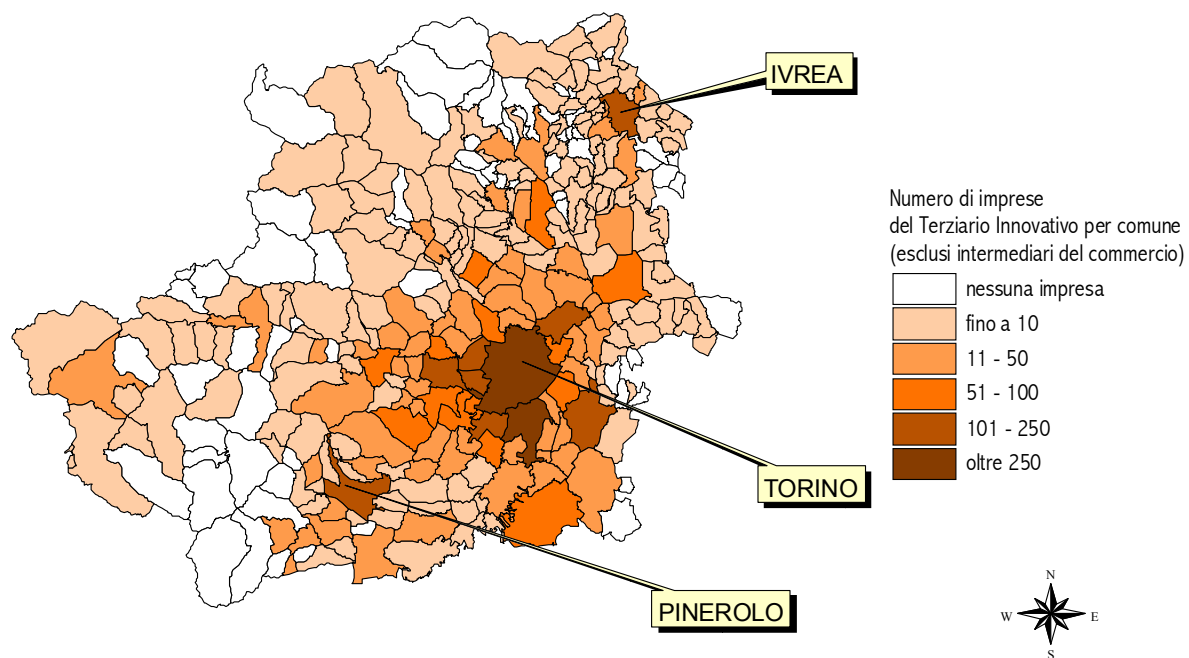 IVREA
Numero di imprese
del Terziario Innovativo per comune
(esclusi intermediari del commercio)
nessuna impresa
fino a 10
11 - 50
51 - 100
101 - 250
oltre 250
TORINO
PINEROLO
N
W E
S